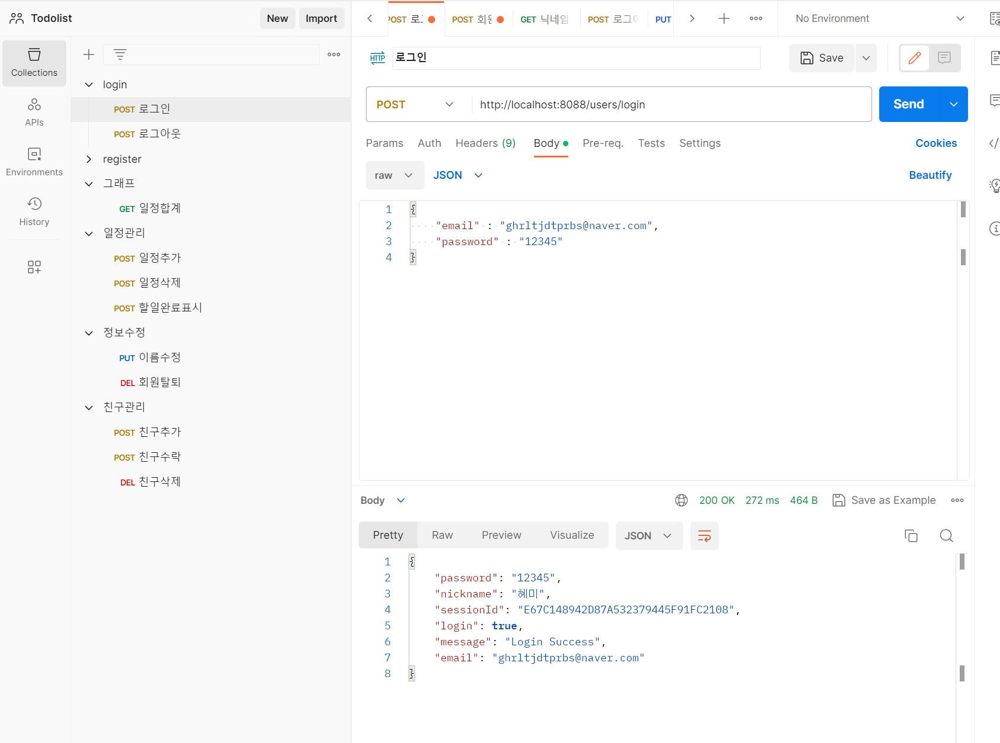 Todolist
New
Import
Collections
APIs
Environments
History
login
POST 로그인
POST 로그아웃
register
그래프
GET 일정합계
일정관리
POST 일정추가
POST 일정삭제
POST 할일완료표시
정보수정
PUT 이름수정
DEL 회원탈퇴
친구관리
POST 친구추가
POST 친구수락
DEL 친구삭제
POST 로그
POST 회원
GET 닉네임
POST 로그아
PUT
No Environment
HTTP 로그인
Save
POST http://localhost:8088/users/login
Send
Params Auth Headers (9) Body Pre-req. Tests Settings Cookies
raw JSON Beautify
1 {
2 "email" : "ghrltjdtprbs@naver.com",
3 "password" : "12345"
4 }
Body 200 OK 272 ms 464 B Save as Example
Pretty Raw Preview Visualize JSON
1 {
2 "password": "12345",
3 "nickname": "혜미",
4 "sessionId": "E67C148942D87A532379445F91FC2108",
5 "login": true,
6 "message": "Login Success",
7 "email": "ghrltjdtprbs@naver.com"
8 }